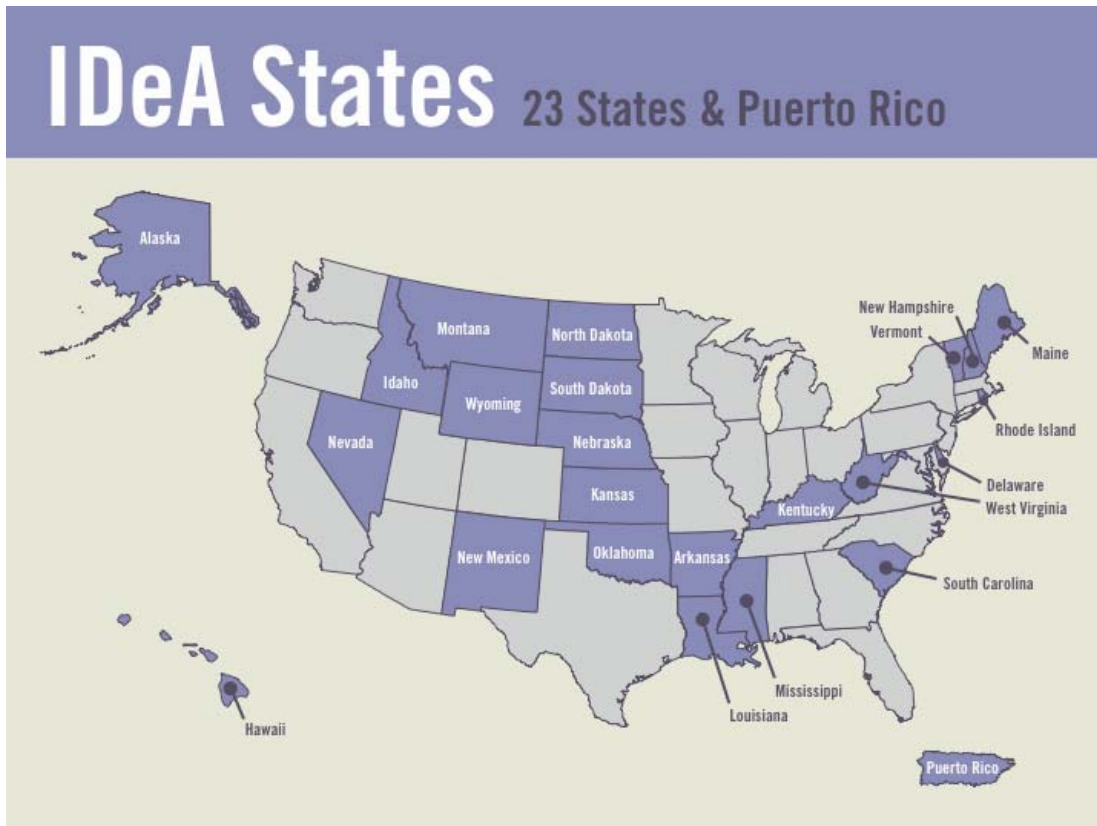 IDeA States 23 States & Puerto Rico
Alaska
Montana
North Dakota
New Hampshire
Vermont
Maine
Idaho
Wyoming
South Dakota
Nevada
Nebraska
Rhode Island
Kansas
Delaware
West Virginia
Kentucky
New Mexico
Oklahoma
Arkansas
South Carolina
Mississippi
Louisiana
Hawaii
Puerto Rico